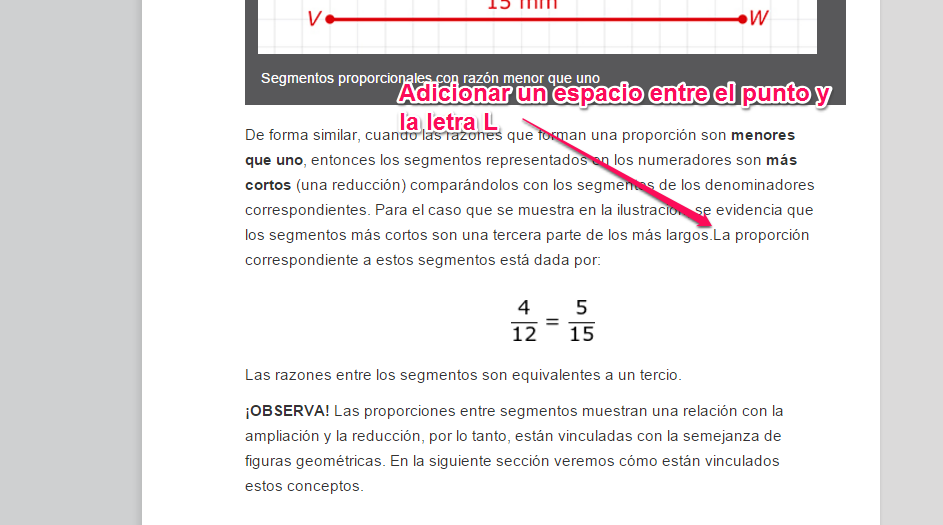 15 mm
V W
Segmentos proporcionales con razón menor que uno
Adicionar un espacio entre el punto y
la letra L
De forma similar, cuando las razones que forman una proporción son menores
que uno, entonces los segmentos representados en los numeradores son más
cortos (una reducción) comparándolos con los segmentos de los denominadores
correspondientes. Para el caso que se muestra en la ilustración, se evidencia que
los segmentos más cortos son una tercera parte de los más largos.La proporción
correspondiente a estos segmentos está dada por:
4/12 = 5/15
Las razones entre los segmentos son equivalentes a un tercio.
¡OBSERVA! Las proporciones entre segmentos muestran una relación con la
ampliación y la reducción, por lo tanto, están vinculadas con la semejanza de
figuras geométricas. En la siguiente sección veremos cómo están vinculados
estos conceptos.